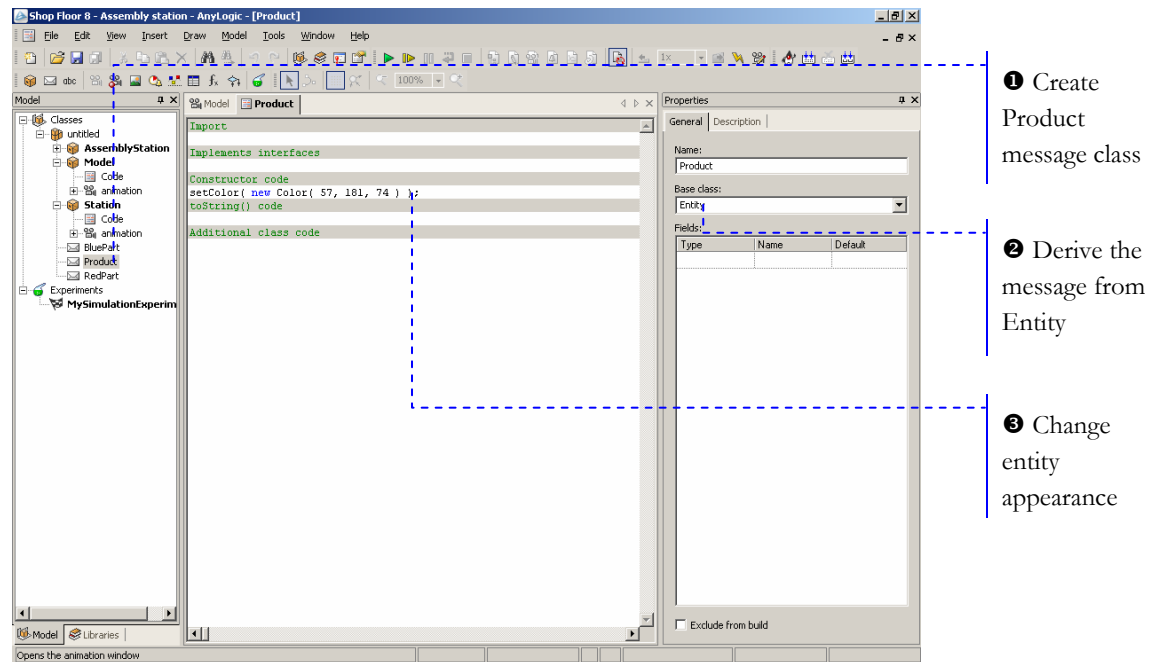 Shop Floor 8 - Assembly station - AnyLogic - [Product]
File Edit View Insert Draw Model Tools Window Help
1x
abc 100%
Model
Classes
untitled
AssemblyStation
Model
Code
animation
Station
Code
animation
BluePart
Product
RedPart
Experiments
MySimulationExperim
Model Libraries
Opens the animation window
Model Product
Import
Implements interfaces
Constructor code
setColor( new Color( 57, 181, 74 ) );
toString() code
Additional class code
Properties
General Description
Name:
Product
Base class:
Entity
Fields:
Type Name Default
Exclude from build
❶ Create
Product
message class
❷ Derive the
message from
Entity
❸ Change
entity
appearance